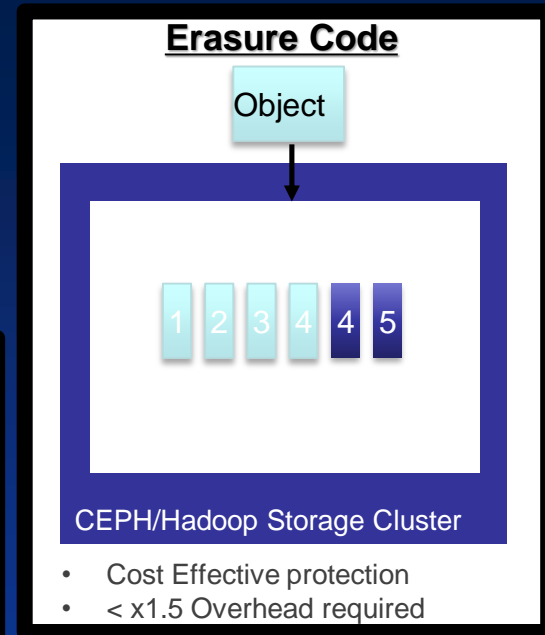 Erasure Code
Object
1 2 3 4 4 5
CEPH/Hadoop Storage Cluster
• Cost Effective protection
• < x1.5 Overhead required